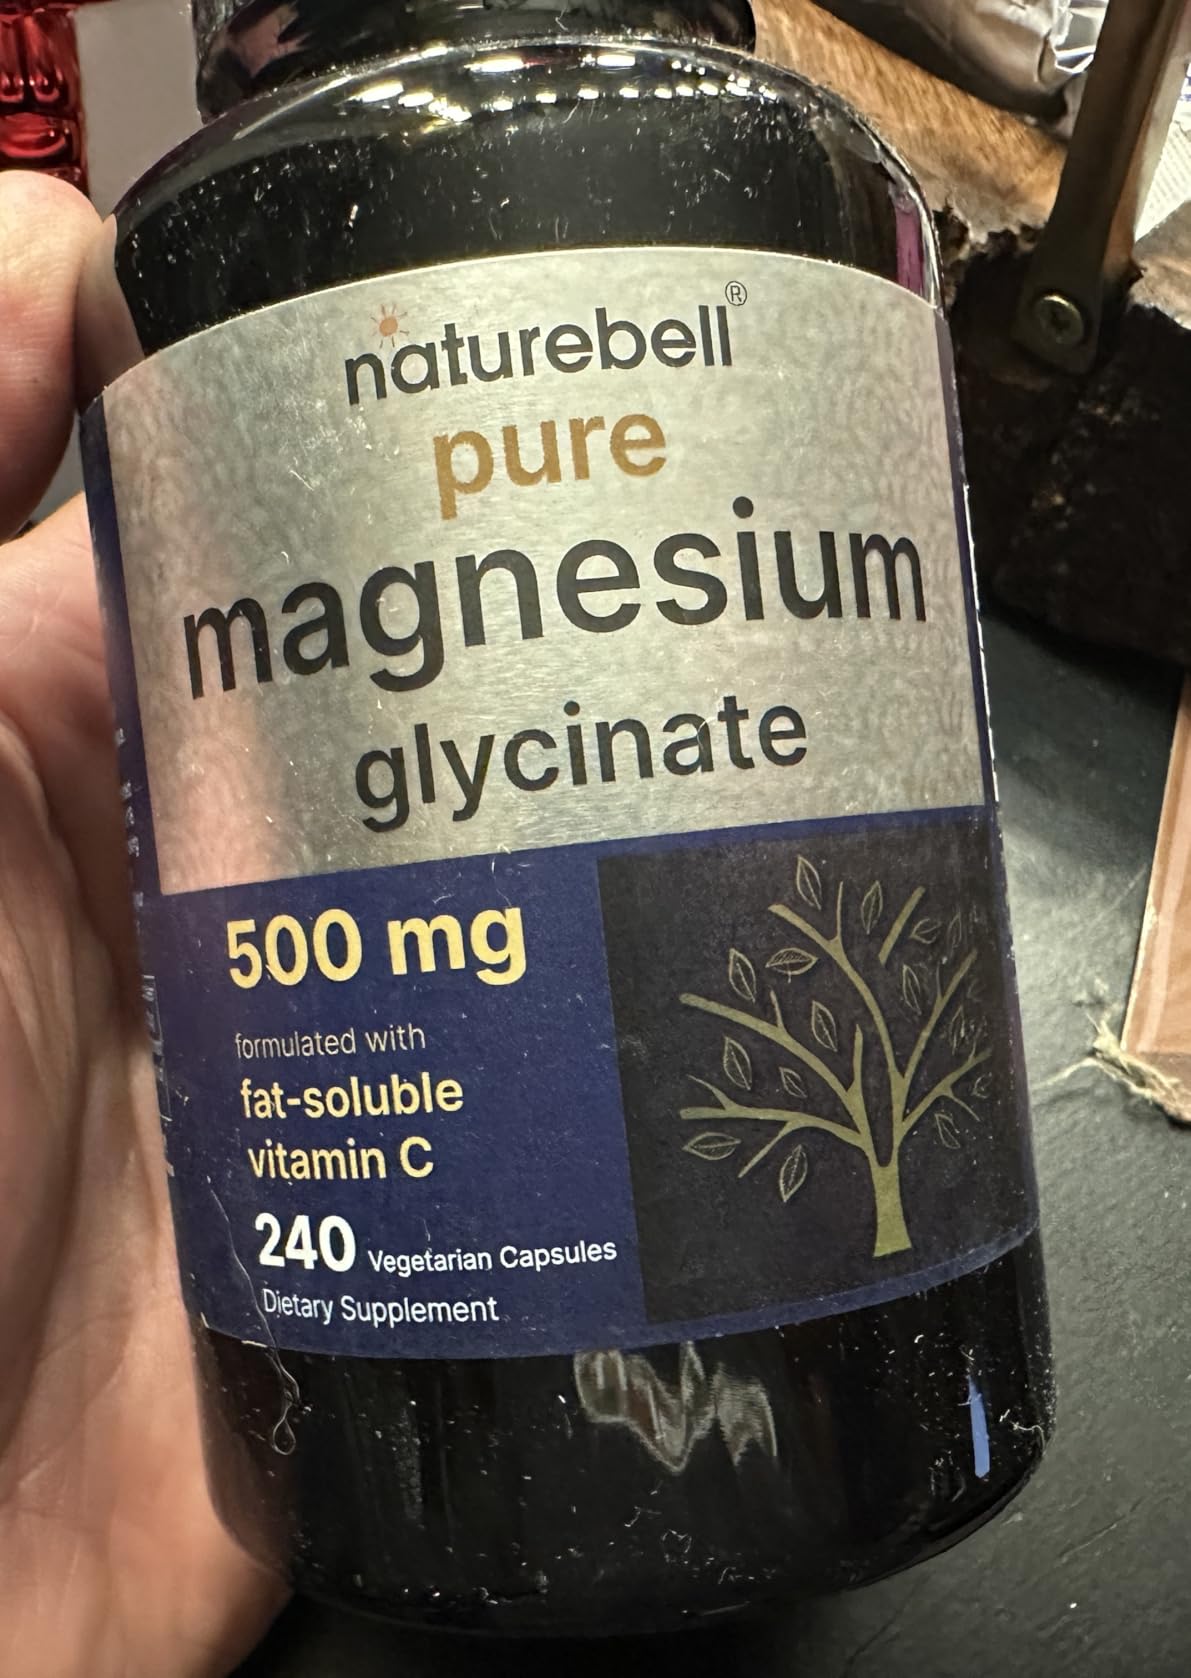 naturebell®
pure
magnesium
glycinate
500 mg
formulated with
fat-soluble
vitamin C
240 Vegetarian Capsules
Dietary Supplement